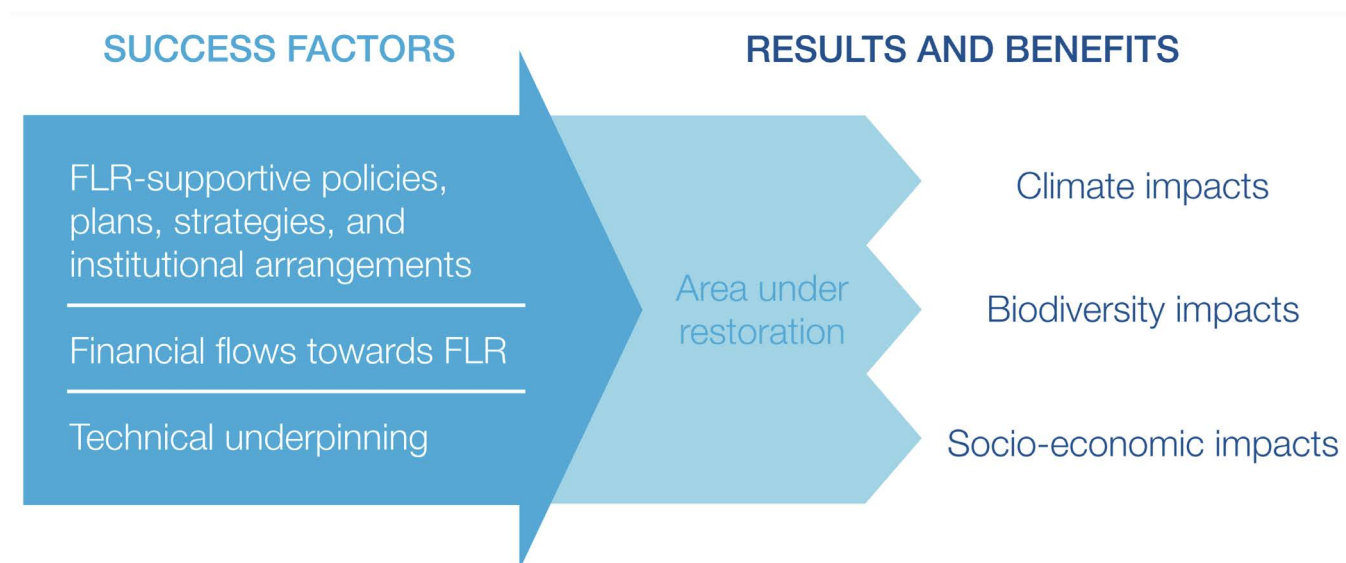 SUCCESS FACTORS
RESULTS AND BENEFITS
FLR-supportive policies,
plans, strategies, and
institutional arrangements
Financial flows towards FLR
Technical underpinning
Area under
restoration
Climate impacts
Biodiversity impacts
Socio-economic impacts